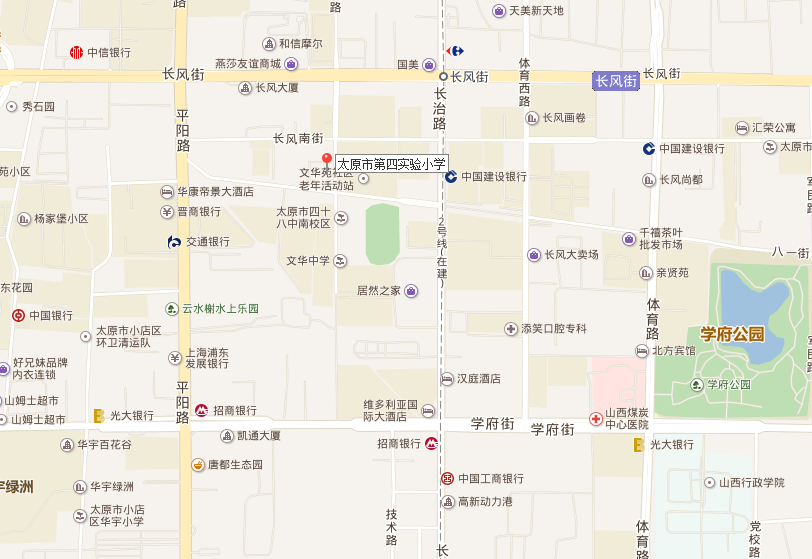 路
路
天美新天地
和信摩尔
中信银行
燕莎友谊商城
国美
长风街
长风街
长风街
长风街
体育西路
长风大厦
秀石园
平阳路
长治路
长风画卷
汇荣公寓
长风南街
中国建设银行
太原市
太原市第四实验小学
文华苑社区
老年活动站
苑小区
中国建设银行
长风尚都
军民路
华康帝景大酒店
晋商银行
太原市四十
八中南校区
杨家堡小区
2号线(在建)
千禧茶叶
批发市场
交通银行
八一街
文华中学
长风大卖场
亲贤苑
东花园
居然之家
云水榭水上乐园
体育路
中国银行
太原市小店区
环卫清运队
添笑口腔专科
学府公园
北方宾馆
上海浦东
发展银行
好兄妹品牌
内衣连锁
汉庭酒店
学府公园
平阳路
山姆士超市
山姆士超市
光大银行
招商银行
维多利亚国
际大酒店
学府街
学府街
山西煤炭
中心医院
凯通大厦
招商银行
光大银行
华宇百花谷
唐都生态园
中国工商银行
山西行政学院
宇绿洲
华宇绿洲
高新动力港
太原市小店
区华宇小学
技术路
体育路
党校路
长